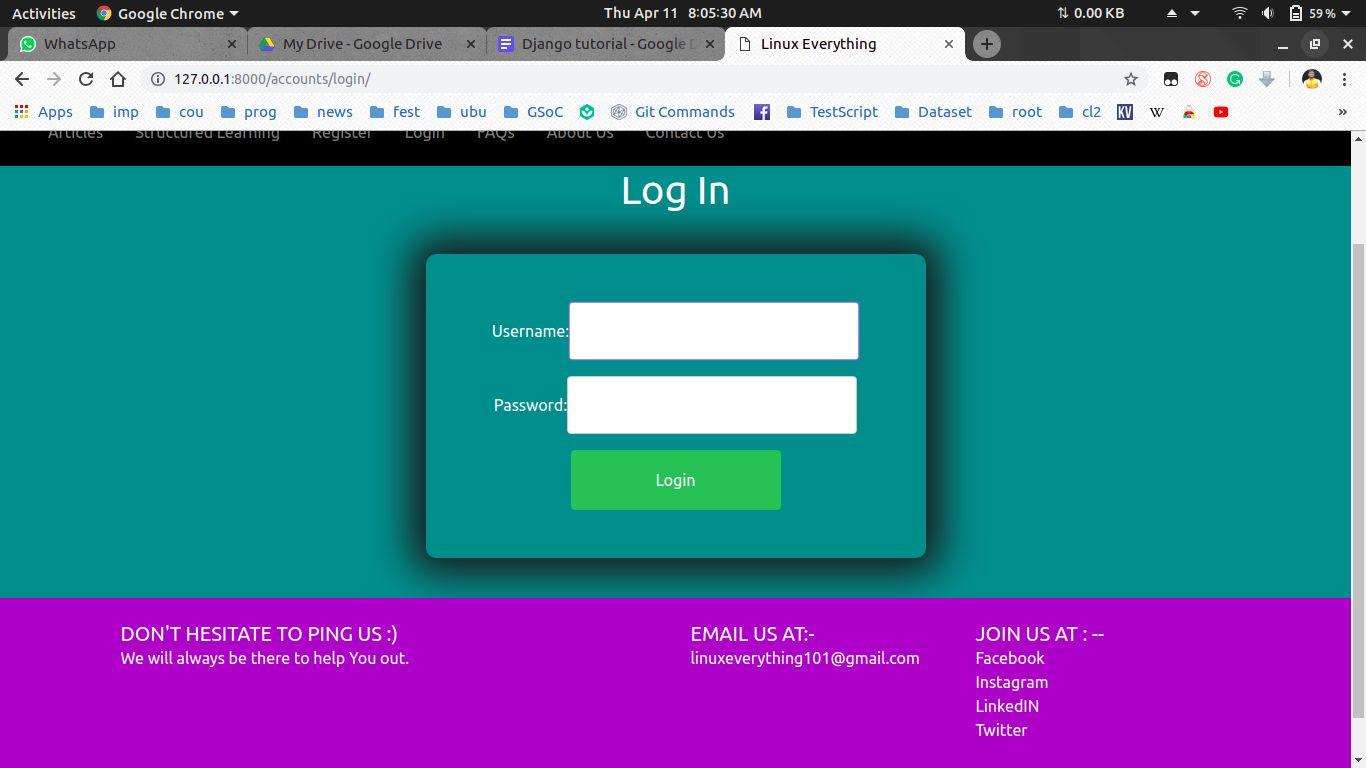 Activities Google Chrome Thu Apr 11 8:05:30 AM 0.00 KB 59 %
WhatsApp My Drive - Google Drive Django tutorial - Google D Linux Everything
127.0.0.1:8000/accounts/login/
Apps imp cou prog news fest ubu GSoC Git Commands TestScript Dataset root cl2 KV W »
Articles Structured Learning Register Login FAQs About Us Contact Us
Log In
Username:
Password:
Login
DON'T HESITATE TO PING US :) EMAIL US AT:- JOIN US AT : --
We will always be there to help You out. linuxeverything101@gmail.com Facebook
Instagram
LinkedIN
Twitter